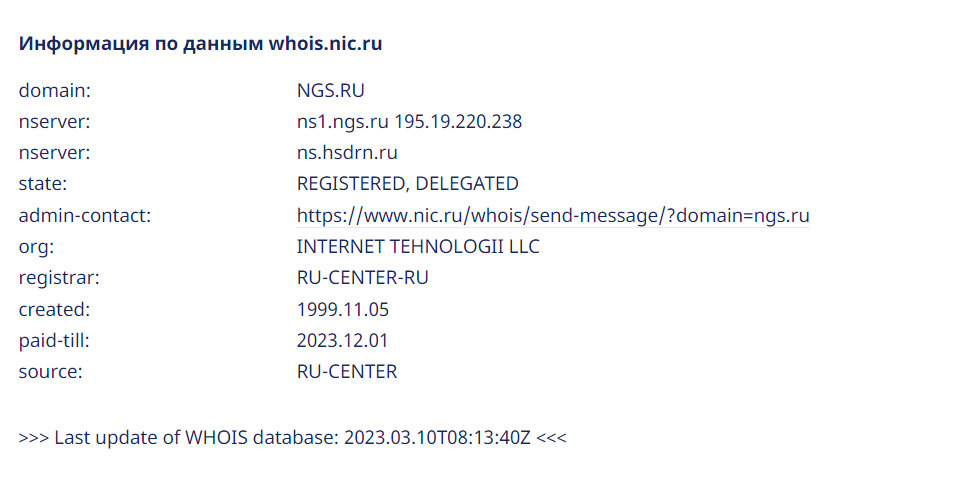 Информация по данным whois.nic.ru
domain: NGS.RU
nserver: ns1.ngs.ru 195.19.220.238
nserver: ns.hsdrn.ru
state: REGISTERED, DELEGATED
admin-contact: https://www.nic.ru/whois/send-message/?domain=ngs.ru
org: INTERNET TEHNOLOGII LLC
registrar: RU-CENTER-RU
created: 1999.11.05
paid-till: 2023.12.01
source: RU-CENTER
>>> Last update of WHOIS database: 2023.03.10T08:13:40Z <<<